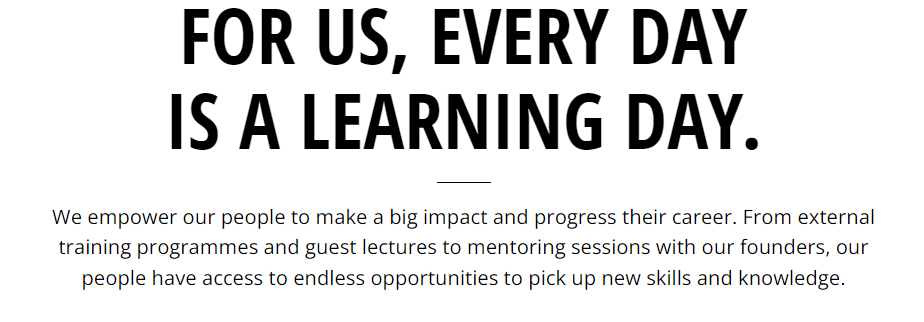 FOR US, EVERY DAY
IS A LEARNING DAY.
We empower our people to make a big impact and progress their career. From external
training programmes and guest lectures to mentoring sessions with our founders, our
people have access to endless opportunities to pick up new skills and knowledge.